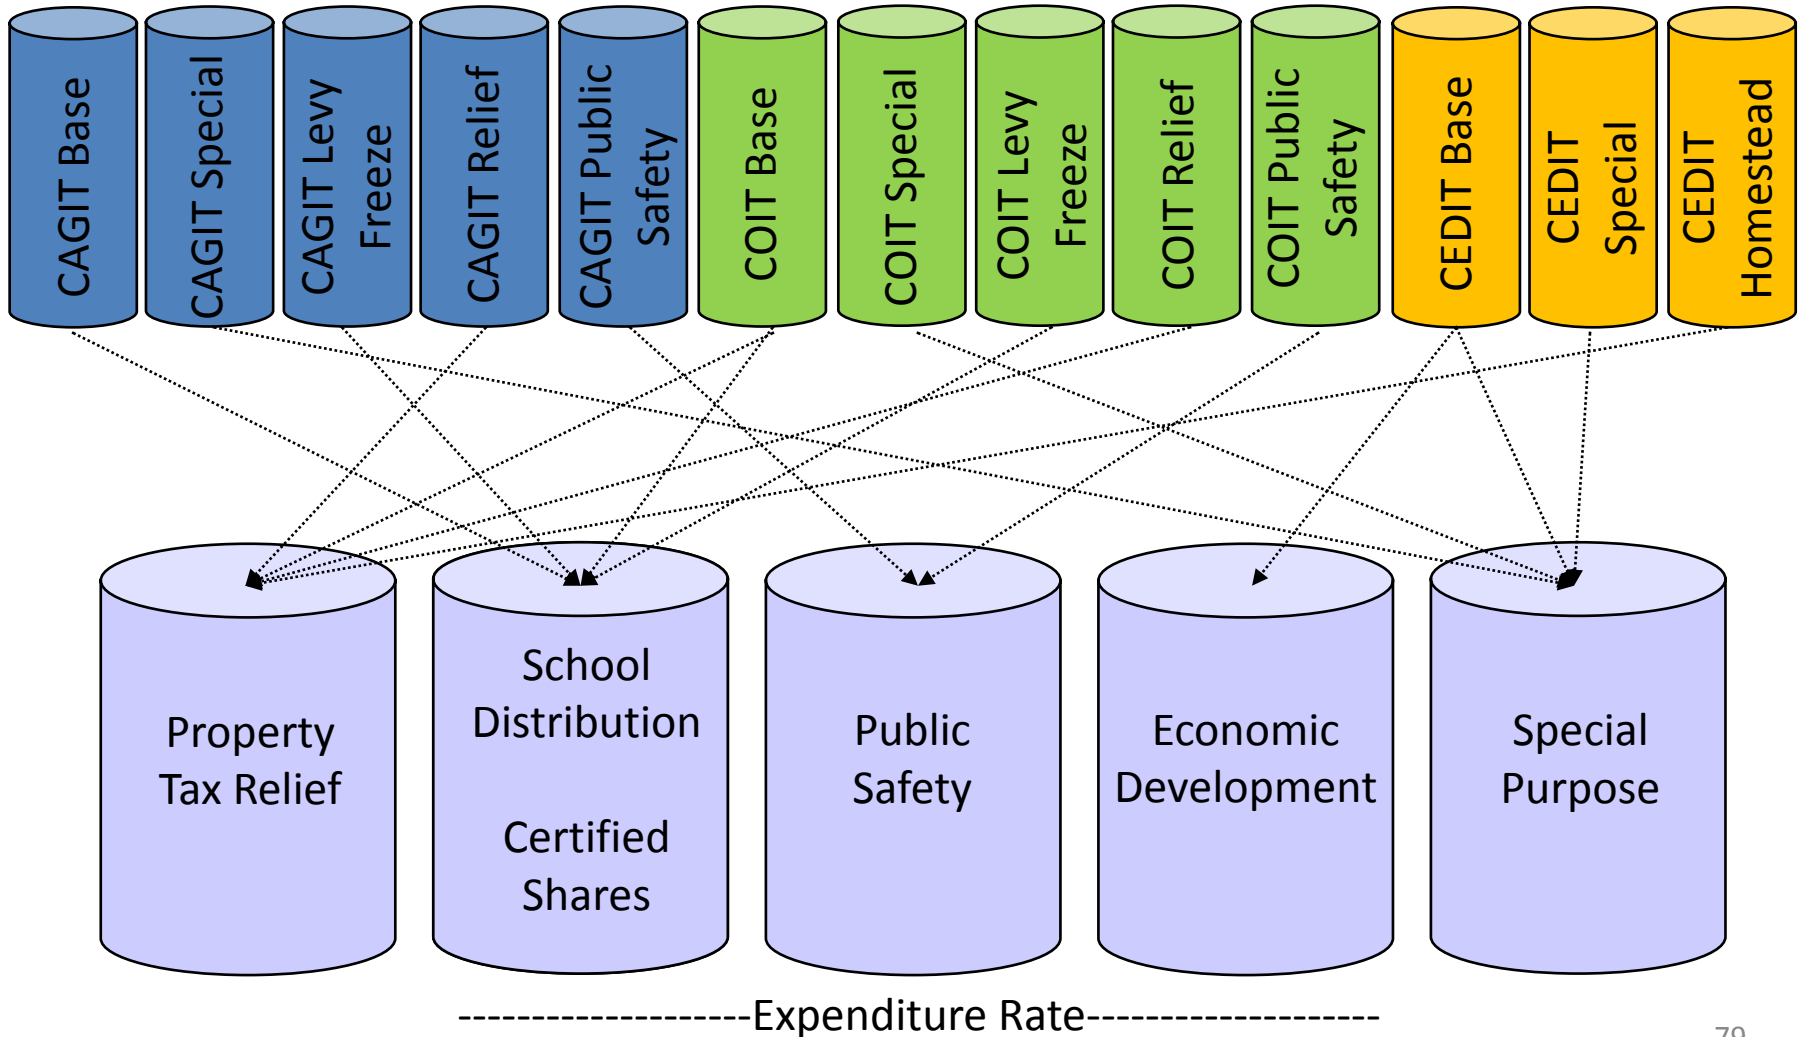 CAGIT Base
CAGIT Special
CAGIT Levy
Freeze
CAGIT Relief
CAGIT Public
Safety
COIT Base
COIT Special
COIT Levy
Freeze
COIT Relief
COIT Public
Safety
CEDIT Base
CEDIT
Special
CEDIT
Homestead
Property
Tax Relief
School
Distribution
Certified
Shares
Public
Safety
Economic
Development
Special
Purpose
--------------------Expenditure Rate--------------------
79